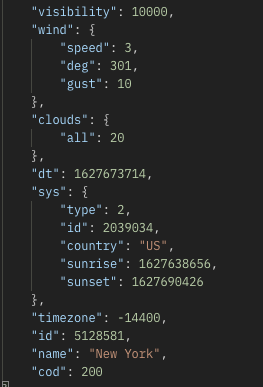 "visibility": 10000,
"wind": {
"speed": 3,
"deg": 301,
"gust": 10
},
"clouds": {
"all": 20
},
"dt": 1627673714,
"sys": {
"type": 2,
"id": 2039034,
"country": "US",
"sunrise": 1627638656,
"sunset": 1627690426
},
"timezone": -14400,
"id": 5128581,
"name": "New York",
"cod": 200